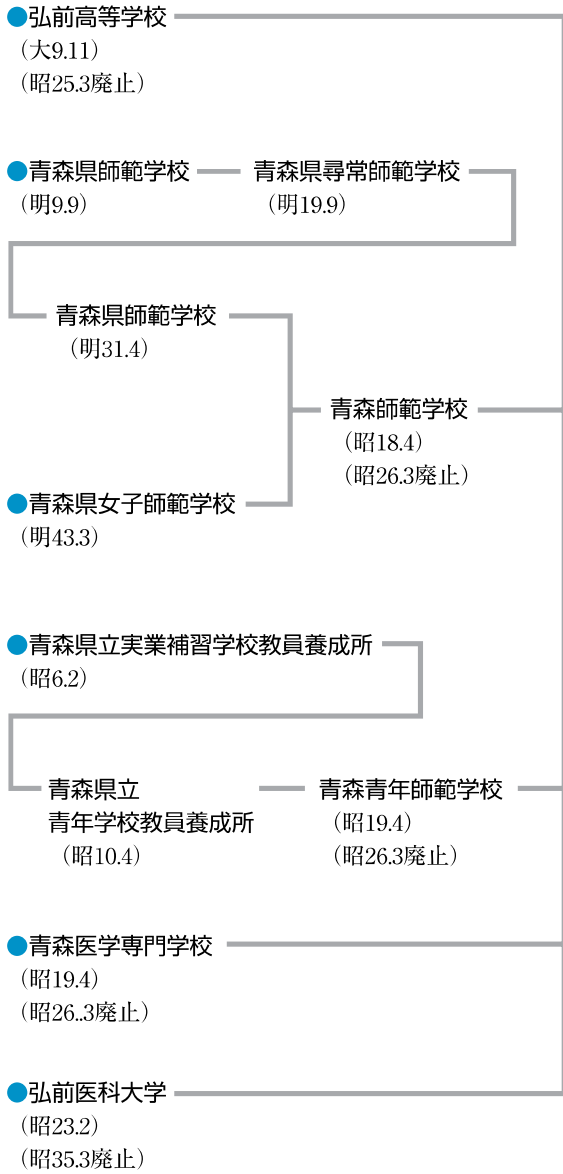 ●弘前高等学校
（大9.11）
（昭25.3廃止）
●青森県師範学校
（明9.9）
青森県尋常師範学校
（明19.9）
青森県師範学校
（明31.4）
青森師範学校
（昭18.4）
（昭26.3廃止）
●青森県女子師範学校
（明43.3）
●青森県立実業補習学校教員養成所
（昭6.2）
青森県立
青年学校教員養成所
（昭10.4）
青森青年師範学校
（昭19.4）
（昭26.3廃止）
●青森医学専門学校
（昭19.4）
（昭26..3廃止）
●弘前医科大学
（昭23.2）
（昭35.3廃止）